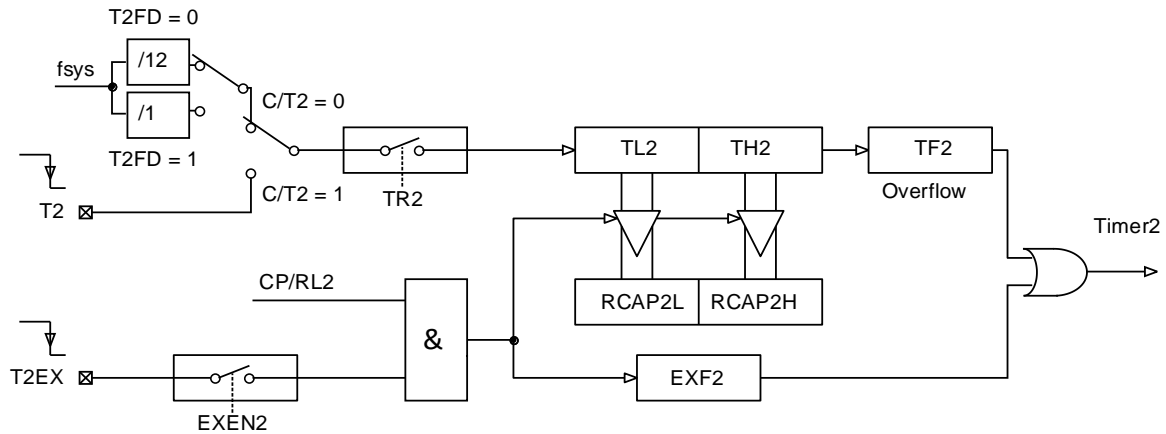 T2FD = 0
/12
fsys
C/T2 = 0
/1
T2FD = 1
C/T2 = 1
T2
TR2
TL2
TH2
TF2
Overflow
Timer2
CP/RL2
RCAP2L
RCAP2H
&
T2EX
EXEN2
EXF2